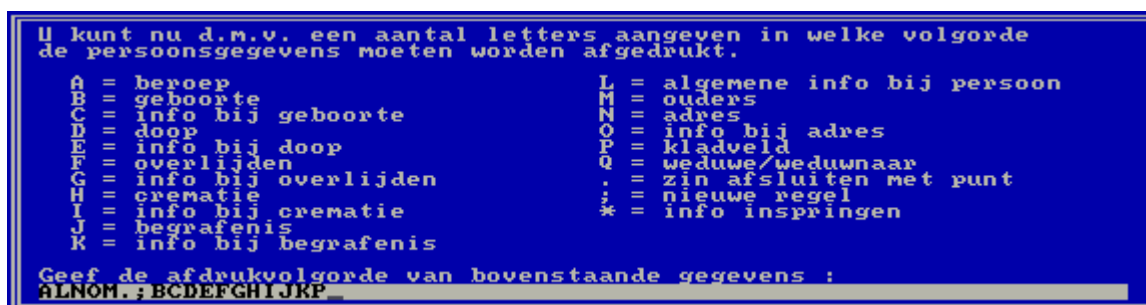 U kunt nu d.m.v. een aantal letters aangeven in welke volgorde
de persoonsgegevens moeten worden afgedrukt.
A = beroep
B = geboorte
C = info bij geboorte
D = doop
E = info bij doop
F = overlijden
G = info bij overlijden
H = crematie
I = info bij crematie
J = begrafenis
K = info bij begrafenis
L = algemene info bij persoon
M = ouders
N = adres
O = info bij adres
P = kladveld
Q = weduwe/weduwnaar
. = zin afsluiten met punt
; = nieuwe regel
* = info inspringen
Geef de afdrukvolgorde van bovenstaande gegevens :
ALNOM.;BCDEFGHIJKP_